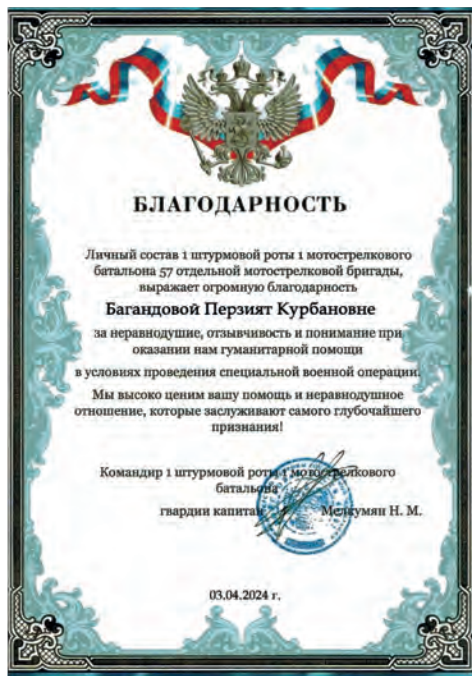 БЛАГОДАРНОСТЬ
Личный состав 1 штурмовой роты 1 мотострелкового
батальона 57 отдельной мотострелковой бригады,
выражает огромную благодарность
Багандовой Перзият Курбановне
за неравнодушие, отзывчивость и понимание при
оказании нам гуманитарной помощи
в условиях проведения специальной военной операции.
Мы высоко ценим вашу помощь и неравнодушное
отношение, которые заслуживают самого глубочайшего
признания!
Командир 1 штурмовой роты 1 мотострелкового
батальона
гвардии капитан Мелкумян Н. М.
03.04.2024 г.